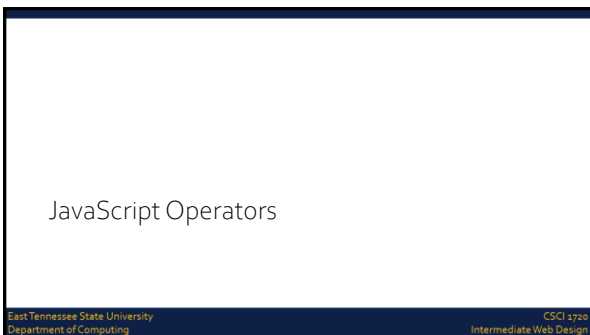 JavaScript Operators
East Tennessee State University
Department of Computing
CSCI 1720
Intermediate Web Design